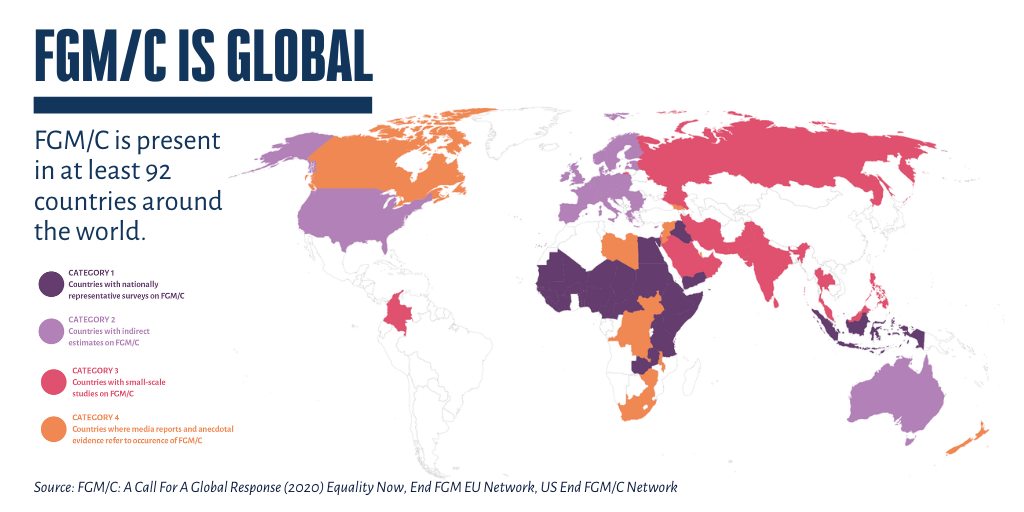 FGM/C IS GLOBAL
FGM/C is present
in at least 92
countries around
the world.
CATEGORY 1
Countries with nationally
representative surveys on FGM/C
CATEGORY 2
Countries with indirect
estimates on FGM/C
CATEGORY 3
Countries with small-scale
studies on FGM/C
CATEGORY 4
Countries where media reports and anecdotal
evidence refer to occurence of FGM/C
Source: FGM/C: A Call For A Global Response (2020) Equality Now, End FGM EU Network, US End FGM/C Network